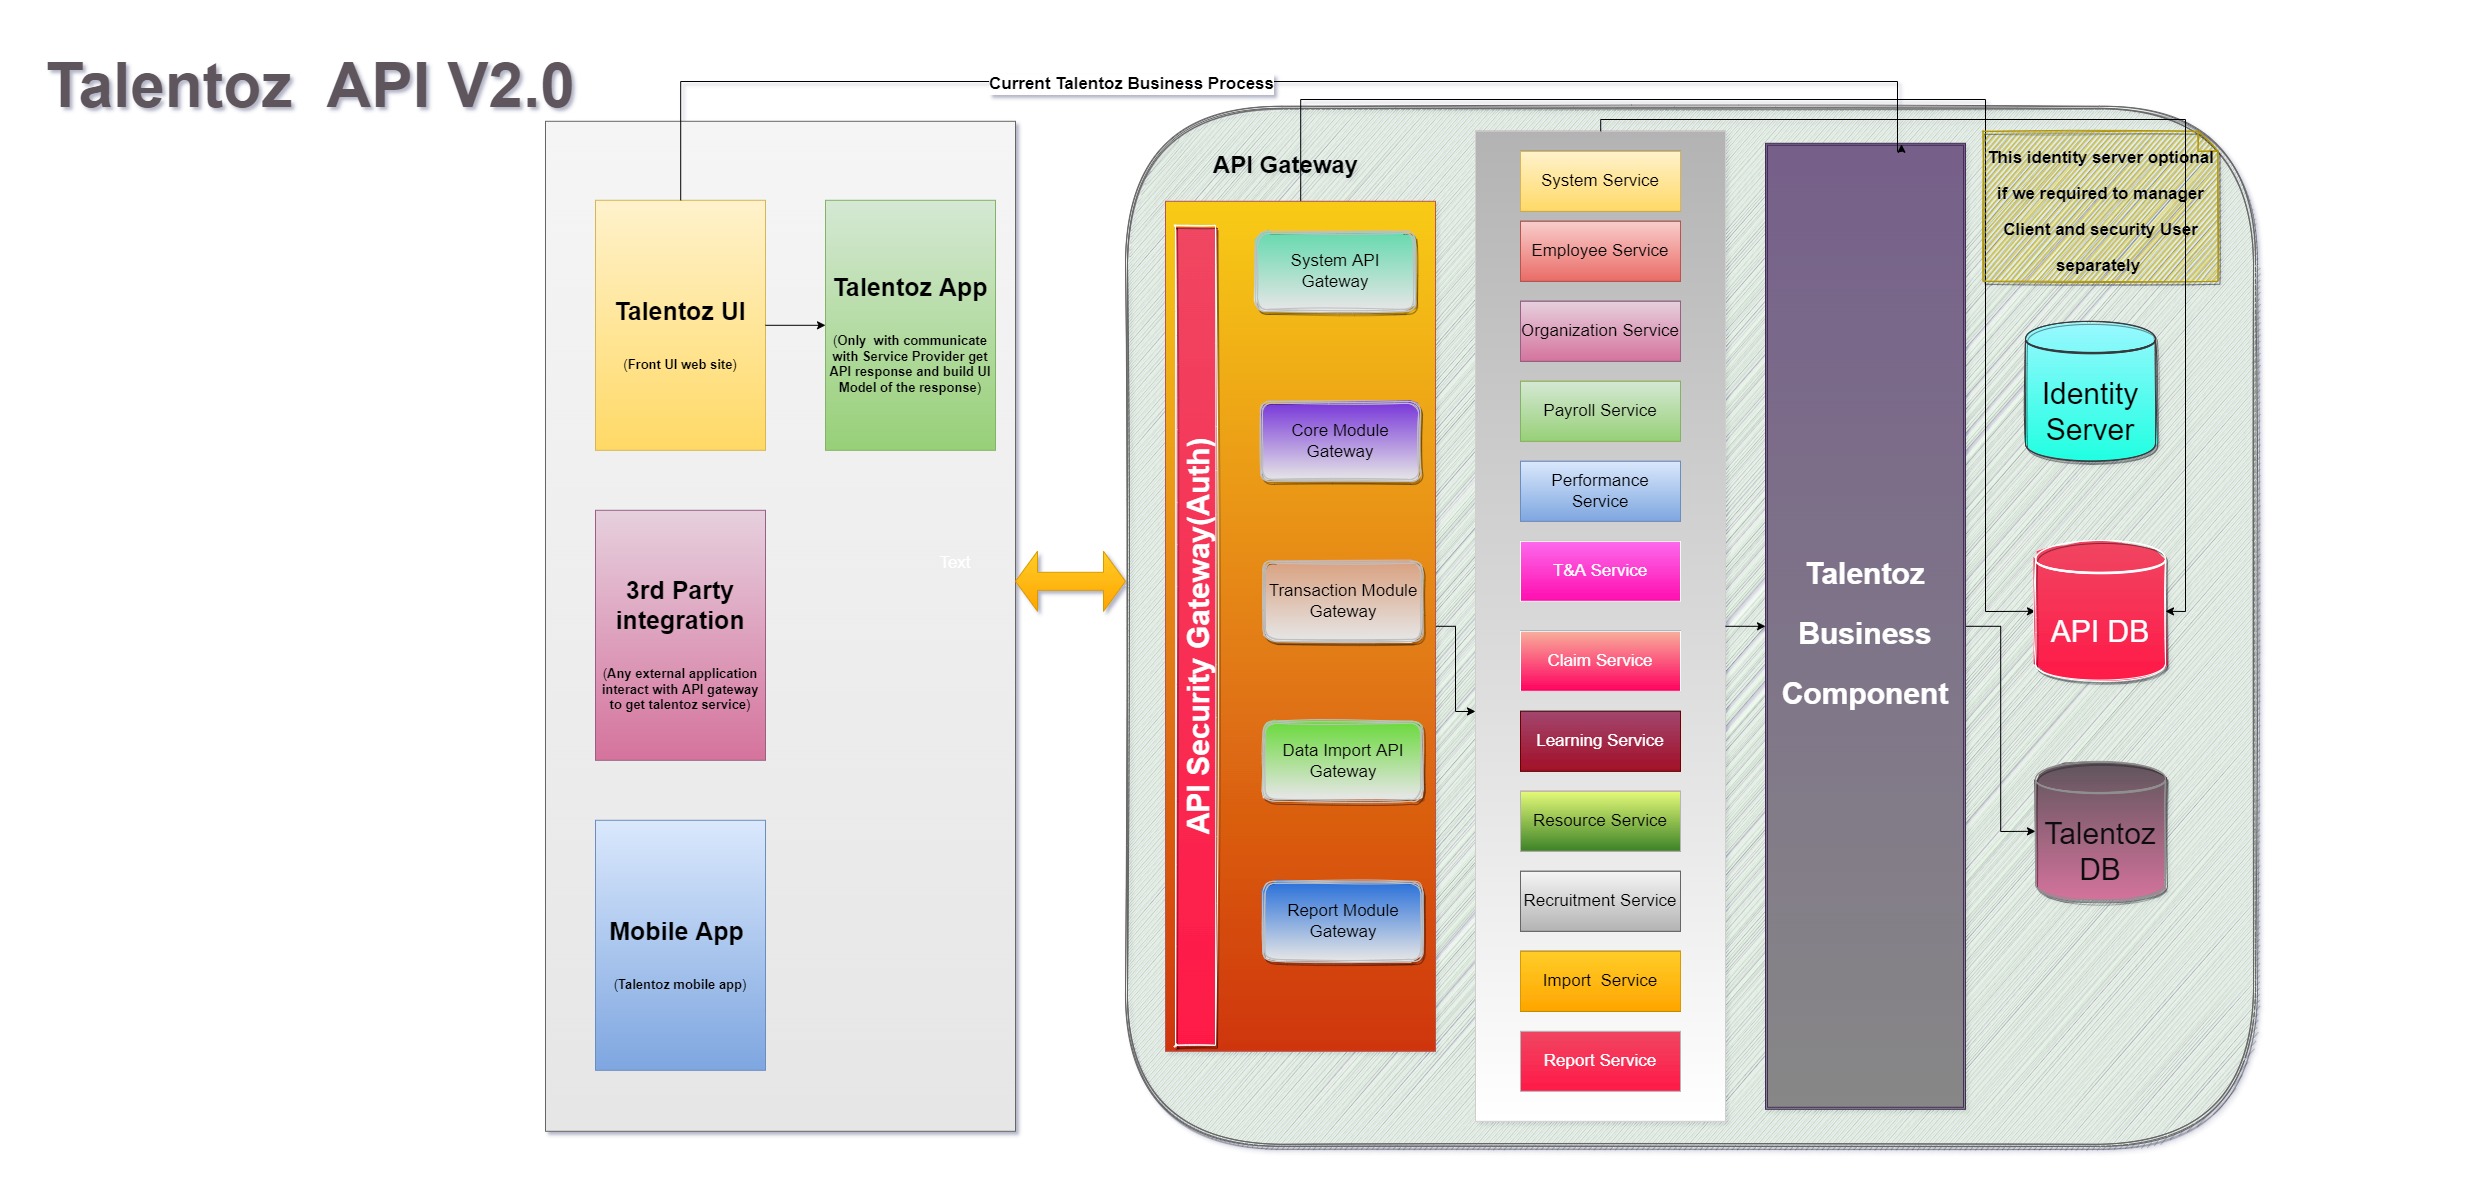 Talentoz  API V2.0
Current Talentoz Business Process
Talentoz UI
(Front UI web site)
Talentoz App
(Only  with communicate
with Service Provider get
API response and build UI
Model of the response)
3rd Party
integration
(Any external application
interact with API gateway
to get talentoz service)
Mobile App
(Talentoz mobile app)
Text
API Gateway
API Security Gateway(Auth)
System API
Gateway
Core Module
Gateway
Transaction Module
Gateway
Data Import API
Gateway
Report Module
Gateway
System Service
Employee Service
Organization Service
Payroll Service
Performance
Service
T&A Service
Claim Service
Learning Service
Resource Service
Recruitment Service
Import  Service
Report Service
Talentoz
Business
Component
This identity server optional
if we required to manager
Client and security User
separately
Identity
Server
API DB
Talentoz
DB